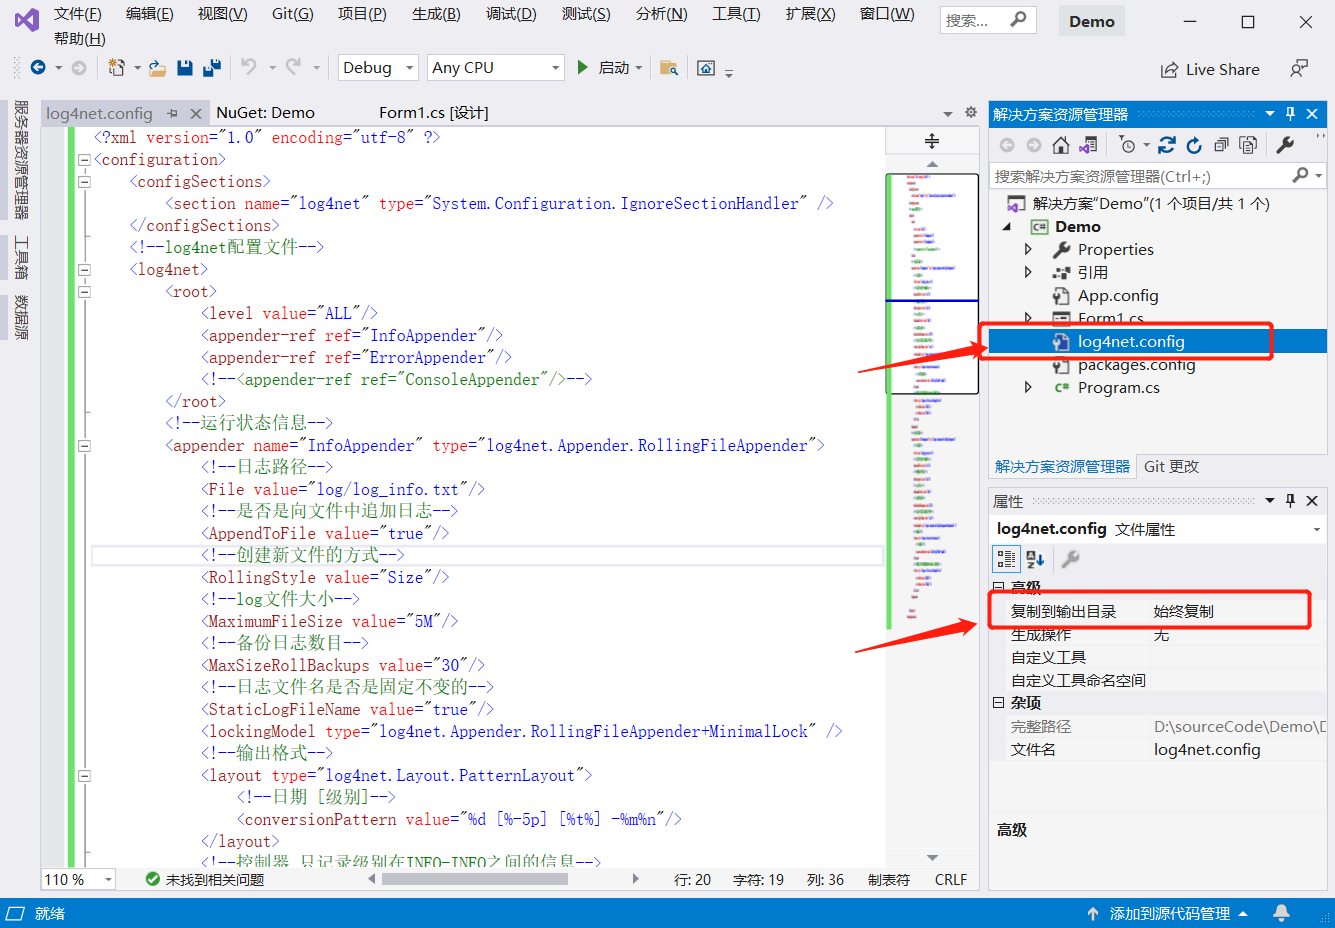 文件(F) 编辑(E) 视图(V) Git(G) 项目(P) 生成(B) 调试(D) 测试(S) 分析(N) 工具(T) 扩展(X) 窗口(W) 搜索... Demo
帮助(H)
Debug Any CPU 启动 Live Share
服务器资源管理器
工具箱
数据源
log4net.config NuGet: Demo Form1.cs [设计]
<?xml version="1.0" encoding="utf-8" ?>
<configuration>
<configSections>
<section name="log4net" type="System.Configuration.IgnoreSectionHandler" />
</configSections>
<!--log4net配置文件-->
<log4net>
<root>
<level value="ALL"/>
<appender-ref ref="InfoAppender"/>
<appender-ref ref="ErrorAppender"/>
<!--<appender-ref ref="ConsoleAppender"/>-->
</root>
<!--运行状态信息-->
<appender name="InfoAppender" type="log4net.Appender.RollingFileAppender">
<!--日志路径-->
<File value="log/log_info.txt"/>
<!--是否是向文件中追加日志-->
<AppendToFile value="true"/>
<!--创建新文件的方式-->
<RollingStyle value="Size"/>
<!--log文件大小-->
<MaximumFileSize value="5M"/>
<!--备份日志数目-->
<MaxSizeRollBackups value="30"/>
<!--日志文件名是否是固定不变的-->
<StaticLogFileName value="true"/>
<lockingModel type="log4net.Appender.RollingFileAppender+MinimalLock" />
<!--输出格式-->
<layout type="log4net.Layout.PatternLayout">
<!--日期 [级别]-->
<conversionPattern value="%d [%-5p] [%t%] -%m%n"/>
</layout>
<!--控制器 只记录级别在INFO-INFO之间的信息-->
110 % 未找到相关问题 行: 20 字符: 19 列: 36 制表符 CRLF
解决方案资源管理器
搜索解决方案资源管理器(Ctrl+;)
解决方案"Demo"(1 个项目/共 1 个)
Demo
Properties
引用
App.config
Form1.cs
log4net.config
packages.config
Program.cs
解决方案资源管理器 Git 更改
属性
log4net.config 文件属性
高级
复制到输出目录 始终复制
生成操作 无
自定义工具
自定义工具命名空间
杂项
完整路径 D:\sourceCode\Demo\D
文件名 log4net.config
高级
就绪 添加到源代码管理